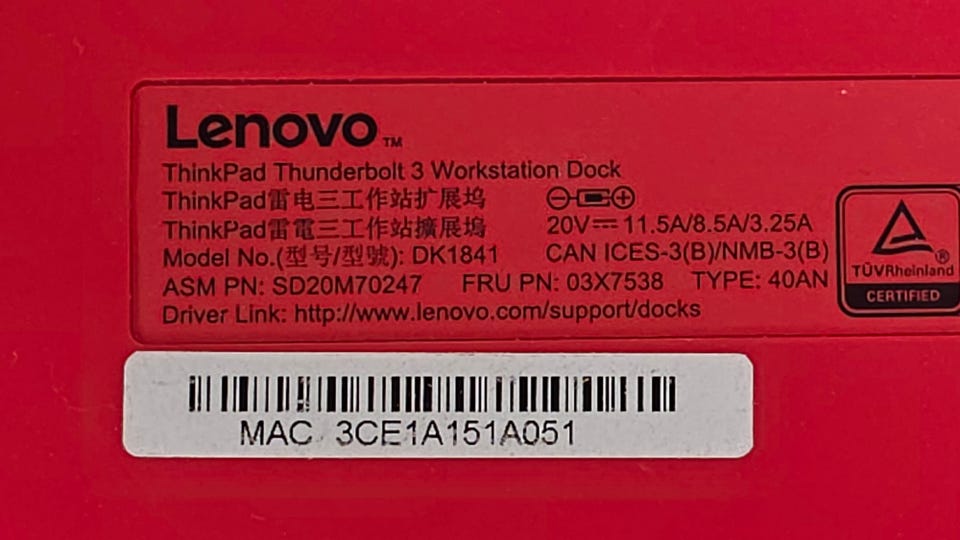 Lenovo™
ThinkPad Thunderbolt 3 Workstation Dock
ThinkPad雷电三工作站扩展坞
ThinkPad雷電三工作站擴展塢
20V⎓11.5A/8.5A/3.25A
Model No.(型号/型號): DK1841 CAN ICES-3(B)/NMB-3(B)
ASM PN: SD20M70247 FRU PN: 03X7538 TYPE: 40AN
Driver Link: http://www.lenovo.com/support/docks
TÜVRheinland®
CERTIFIED
MAC 3CE1A151A051